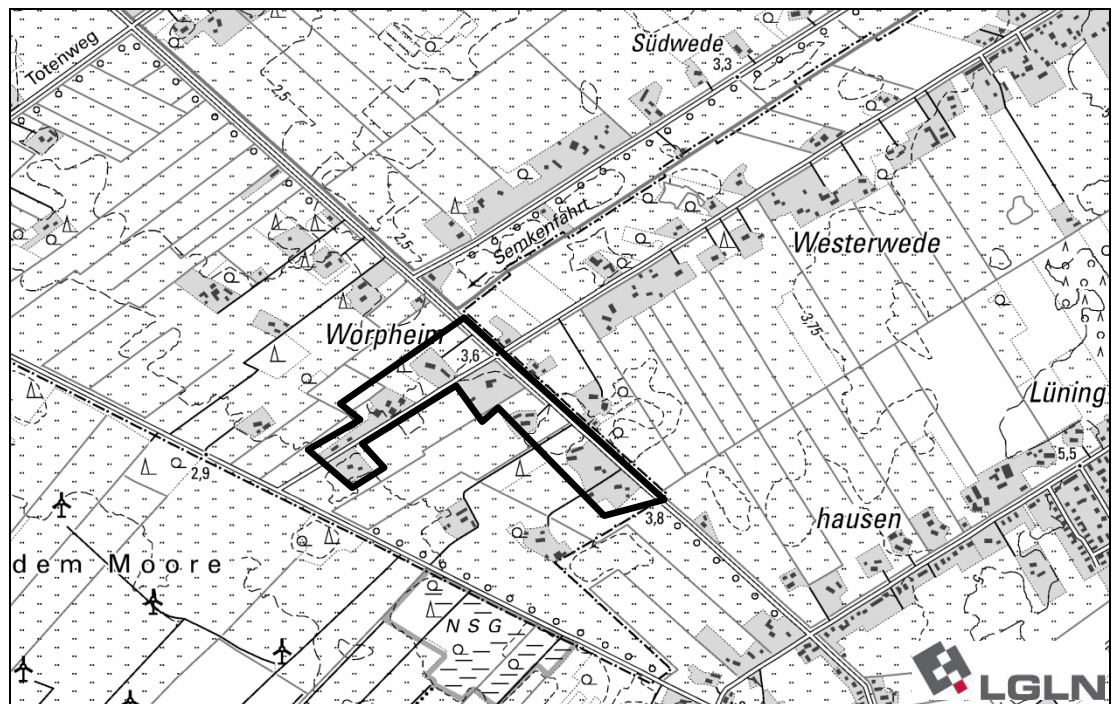 Totenweg
Südwede
3,3
2,5
2,5
Semkenfahrt
Westerwede
3,75
Worpheim
3,6
Lüning
5,5
2,9
3,8
hausen
dem Moore
NSG
LGLN